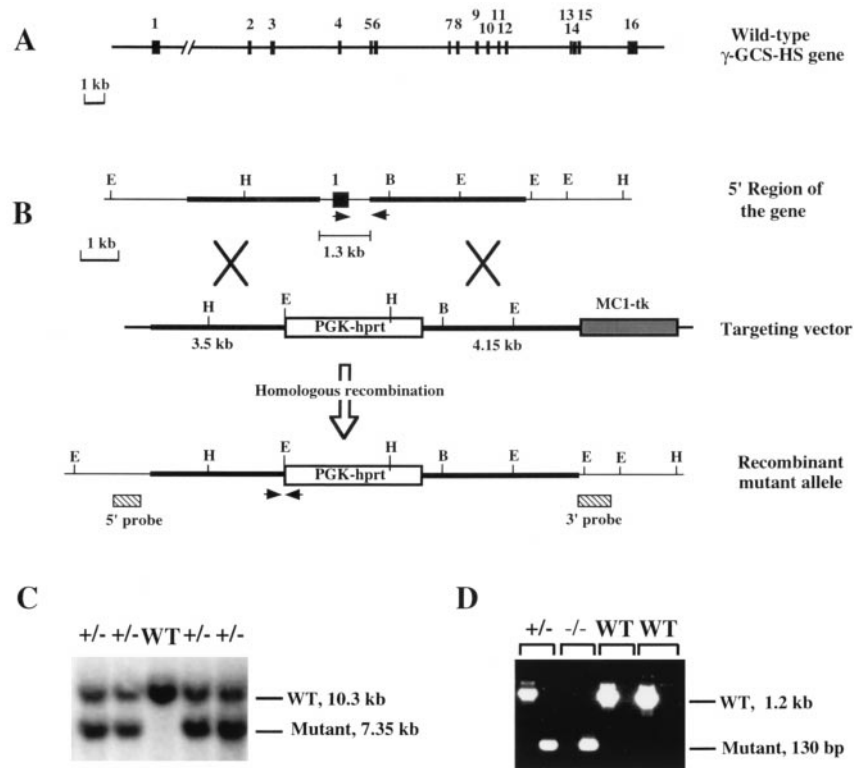 A
1 2 3 4 5 6 7 8 9 10 11 12 13 14 15 16
Wild-type
γ-GCS-HS gene
1 kb
B
E H 1 B E E E H
5' Region of
the gene
1 kb
1.3 kb
H E H B E
MC1-tk
PGK-hprt
3.5 kb
4.15 kb
Targeting vector
Homologous recombination
E H E H B E E E H
PGK-hprt
Recombinant
mutant allele
5' probe
3' probe
C
+/- +/- WT +/- +/-
WT, 10.3 kb
Mutant, 7.35 kb
D
+/- -/- WT WT
WT, 1.2 kb
Mutant, 130 bp